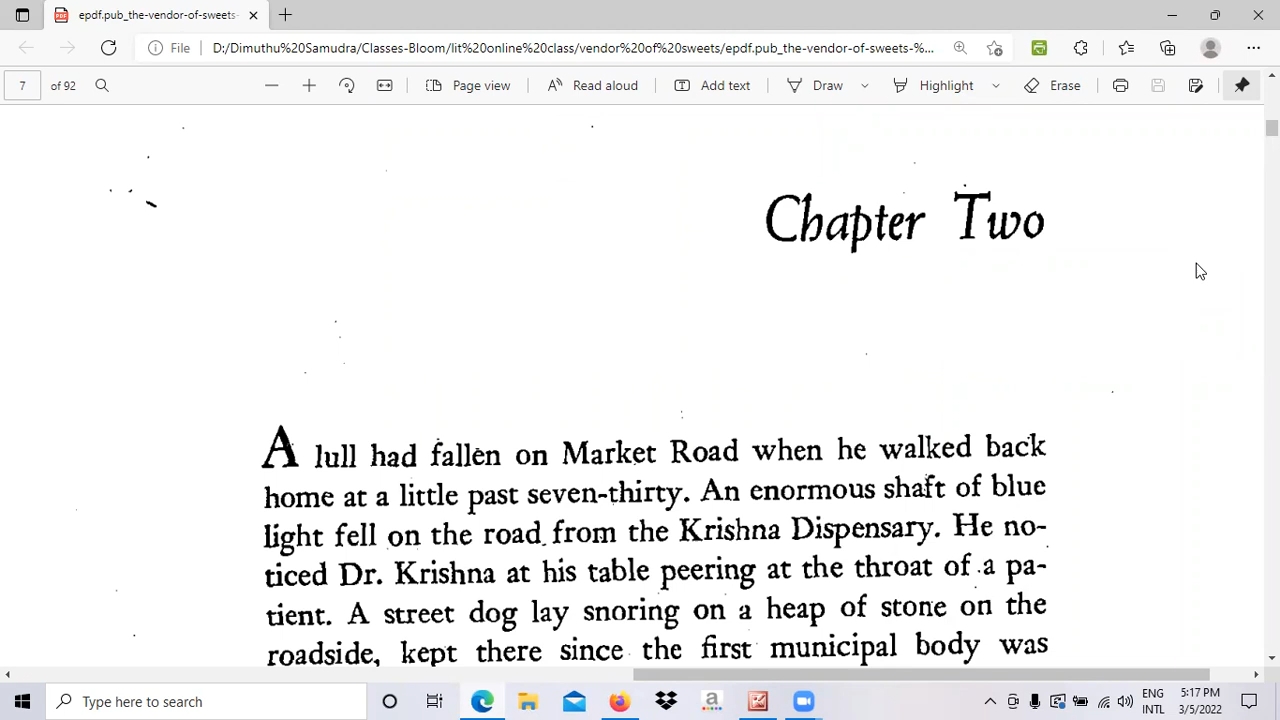 epdf.pub_the-vendor-of-sweets-
File
D:/Dimuthu%20Samudra/Classes-Bloom/lit%20online%20class/vendor%20of%20sweets/epdf.pub_the-vendor-of-sweets-%...
7 of 92
Page view
Read aloud
Add text
Draw
Highlight
Erase
Chapter Two
A lull had fallen on Market Road when he walked back
home at a little past seven-thirty. An enormous shaft of blue
light fell on the road from the Krishna Dispensary. He no-
ticed Dr. Krishna at his table peering at the throat of a pa-
tient. A street dog lay snoring on a heap of stone on the
roadside, kept there since the first municipal body was
Type here to search
a
ENG
INTL
5:17 PM
3/5/2022